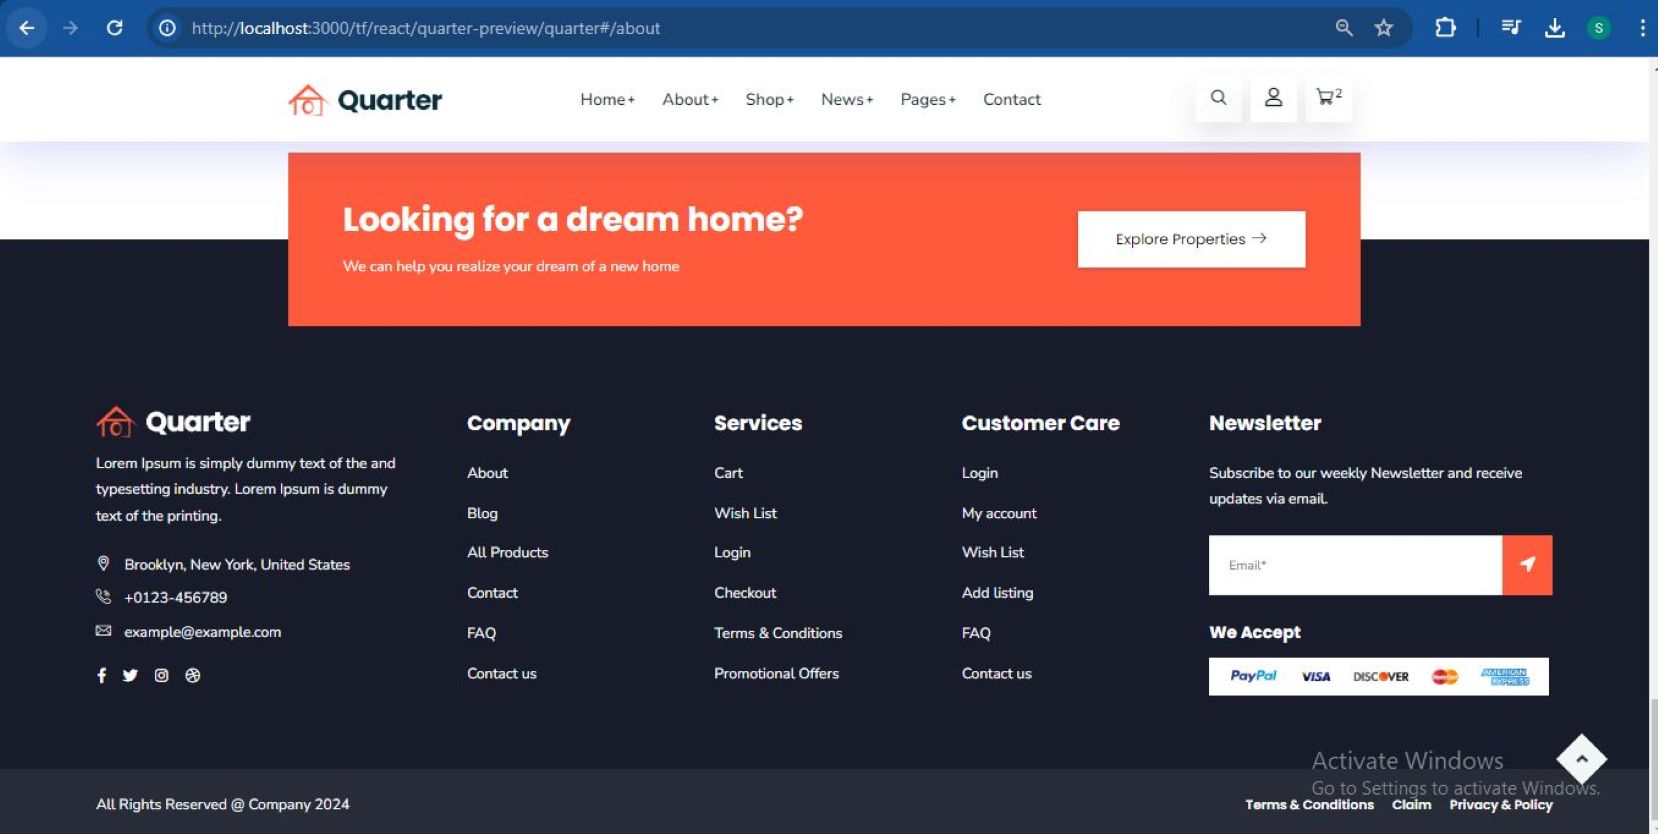 http://localhost:3000/tf/react/quarter-preview/quarter#/about
S
Quarter
Home+ About+ Shop+ News+ Pages+ Contact
2
Looking for a dream home?
We can help you realize your dream of a new home
Explore Properties
Quarter
Lorem Ipsum is simply dummy text of the and
typesetting industry. Lorem Ipsum is dummy
text of the printing.
Brooklyn, New York, United States
+0123-456789
example@example.com
Company
About
Blog
All Products
Contact
FAQ
Contact us
Services
Cart
Wish List
Login
Checkout
Terms & Conditions
Promotional Offers
Customer Care
Login
My account
Wish List
Add listing
FAQ
Contact us
Newsletter
Subscribe to our weekly Newsletter and receive
updates via email.
Email*
We Accept
PayPal VISA DISCOVER MasterCard AMERICAN EXPRESS
Activate Windows
Go to Settings to activate Windows.
All Rights Reserved @ Company 2024
Terms & Conditions Claim Privacy & Policy